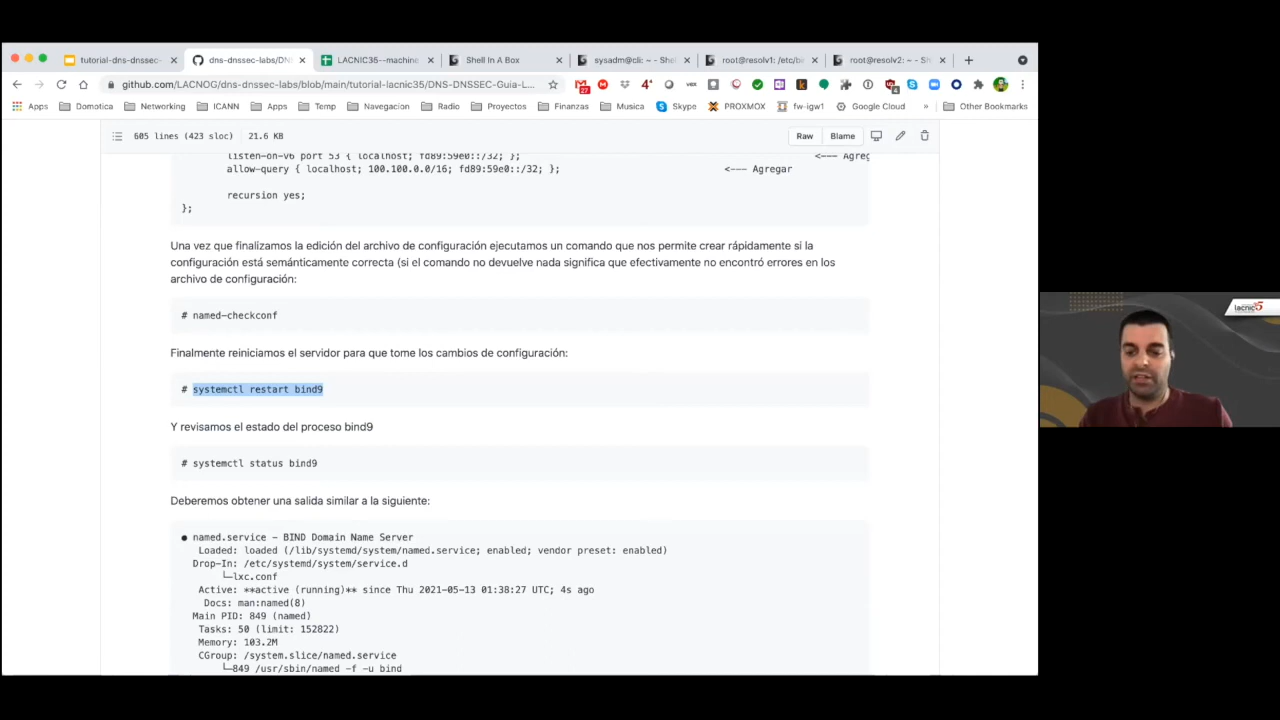 tutorial-dns-dnssec-
dns-dnssec-labs/DNS
LACNIC35--machine
Shell In A Box
sysadm@cli: ~ - She
root@resolv1: /etc/bi
root@resolv2: ~ - S
github.com/LACNOG/dns-dnssec-labs/blob/main/tutorial-lacnic35/DNS-DNSSEC-Guia-L...
Apps Domotica Networking ICANN Apps Temp Navegacion Radio Proyectos Finanzas Musica Skype PROXMOX fw-igw1 Google Cloud » Other Bookmarks
605 lines (423 sloc) 21.6 KB Raw Blame
listen-on-v6 port 53 { localhost; fd89:59e0::/32; }; <--- Agreg
allow-query { localhost; 100.100.0.0/16; fd89:59e0::/32; }; <--- Agregar
recursion yes;
};
Una vez que finalizamos la edición del archivo de configuración ejecutamos un comando que nos permite crear rápidamente si la
configuración está semánticamente correcta (si el comando no devuelve nada significa que efectivamente no encontró errores en los
archivo de configuración:
# named-checkconf
Finalmente reiniciamos el servidor para que tome los cambios de configuración:
# systemctl restart bind9
Y revisamos el estado del proceso bind9
# systemctl status bind9
Deberemos obtener una salida similar a la siguiente:
● named.service - BIND Domain Name Server
Loaded: loaded (/lib/systemd/system/named.service; enabled; vendor preset: enabled)
Drop-In: /etc/systemd/system/service.d
└─lxc.conf
Active: **active (running)** since Thu 2021-05-13 01:38:27 UTC; 4s ago
Docs: man:named(8)
Main PID: 849 (named)
Tasks: 50 (limit: 152822)
Memory: 103.2M
CGroup: /system.slice/named.service
└─849 /usr/sbin/named -f -u bind
lacnic 5